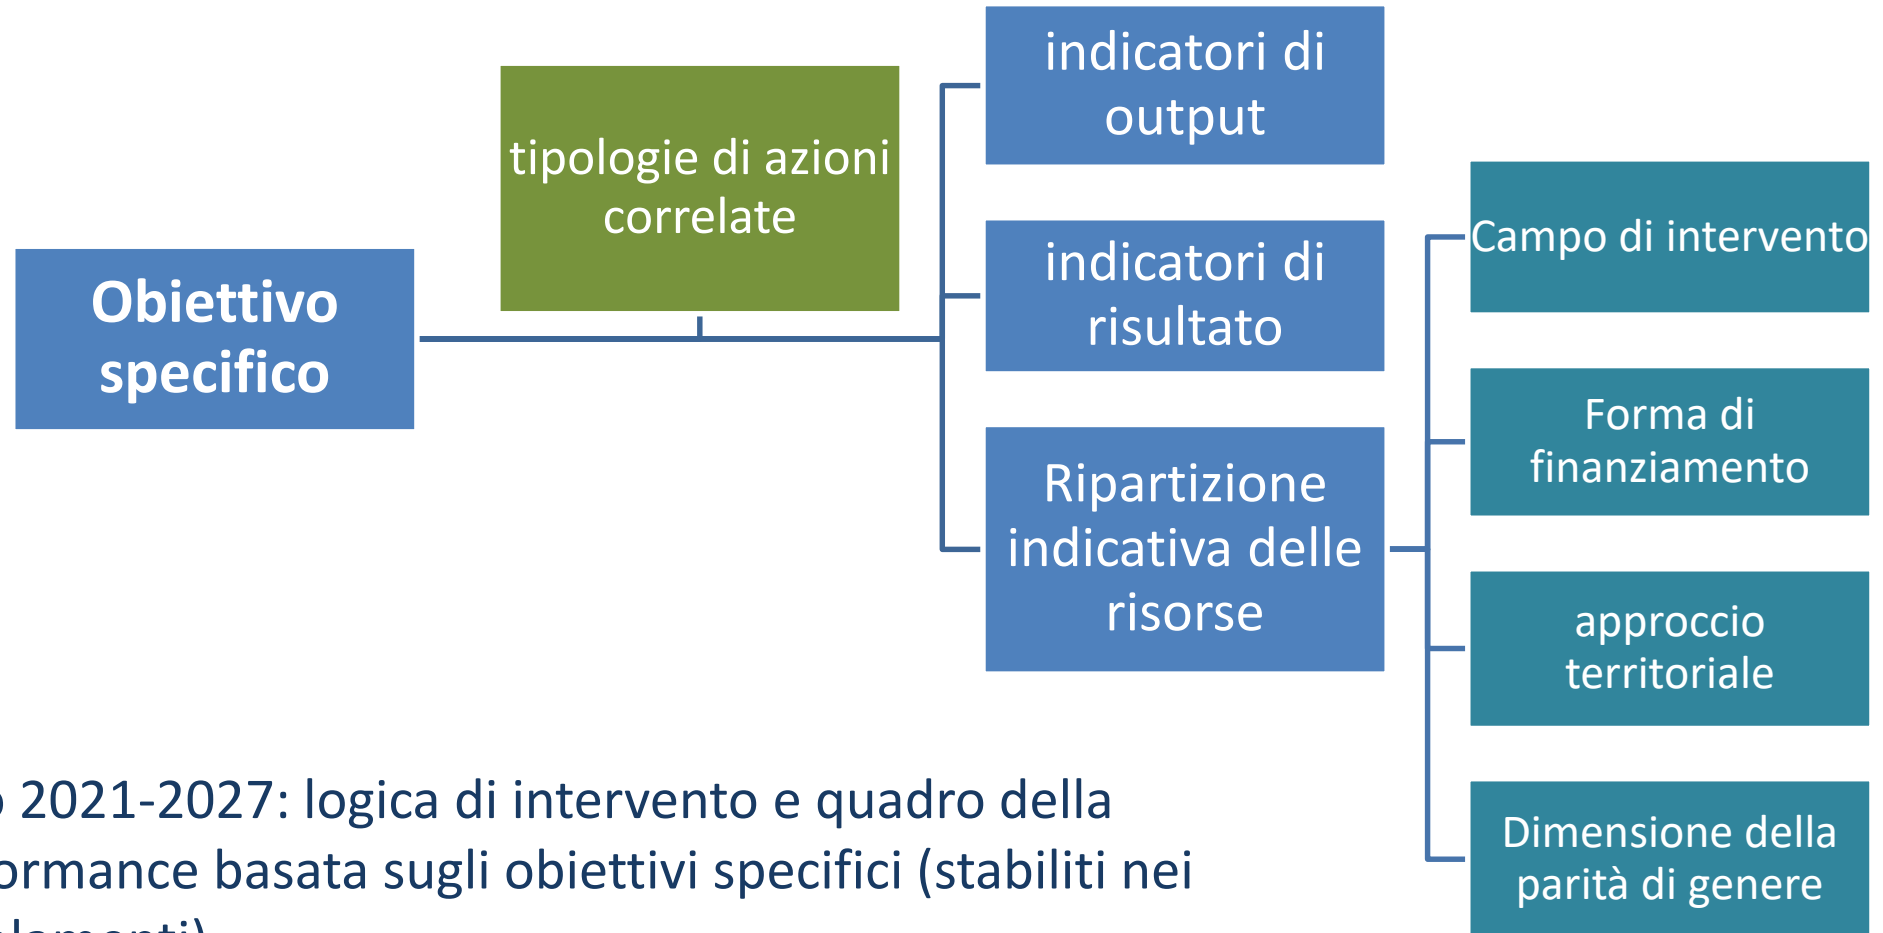 Obiettivo
specifico
tipologie di azioni
correlate
indicatori di
output
indicatori di
risultato
Ripartizione
indicativa delle
risorse
Campo di intervento
Forma di
finanziamento
approccio
territoriale
Dimensione della
parità di genere
2021-2027: logica di intervento e quadro della
ormance basata sugli obiettivi specifici (stabiliti nei